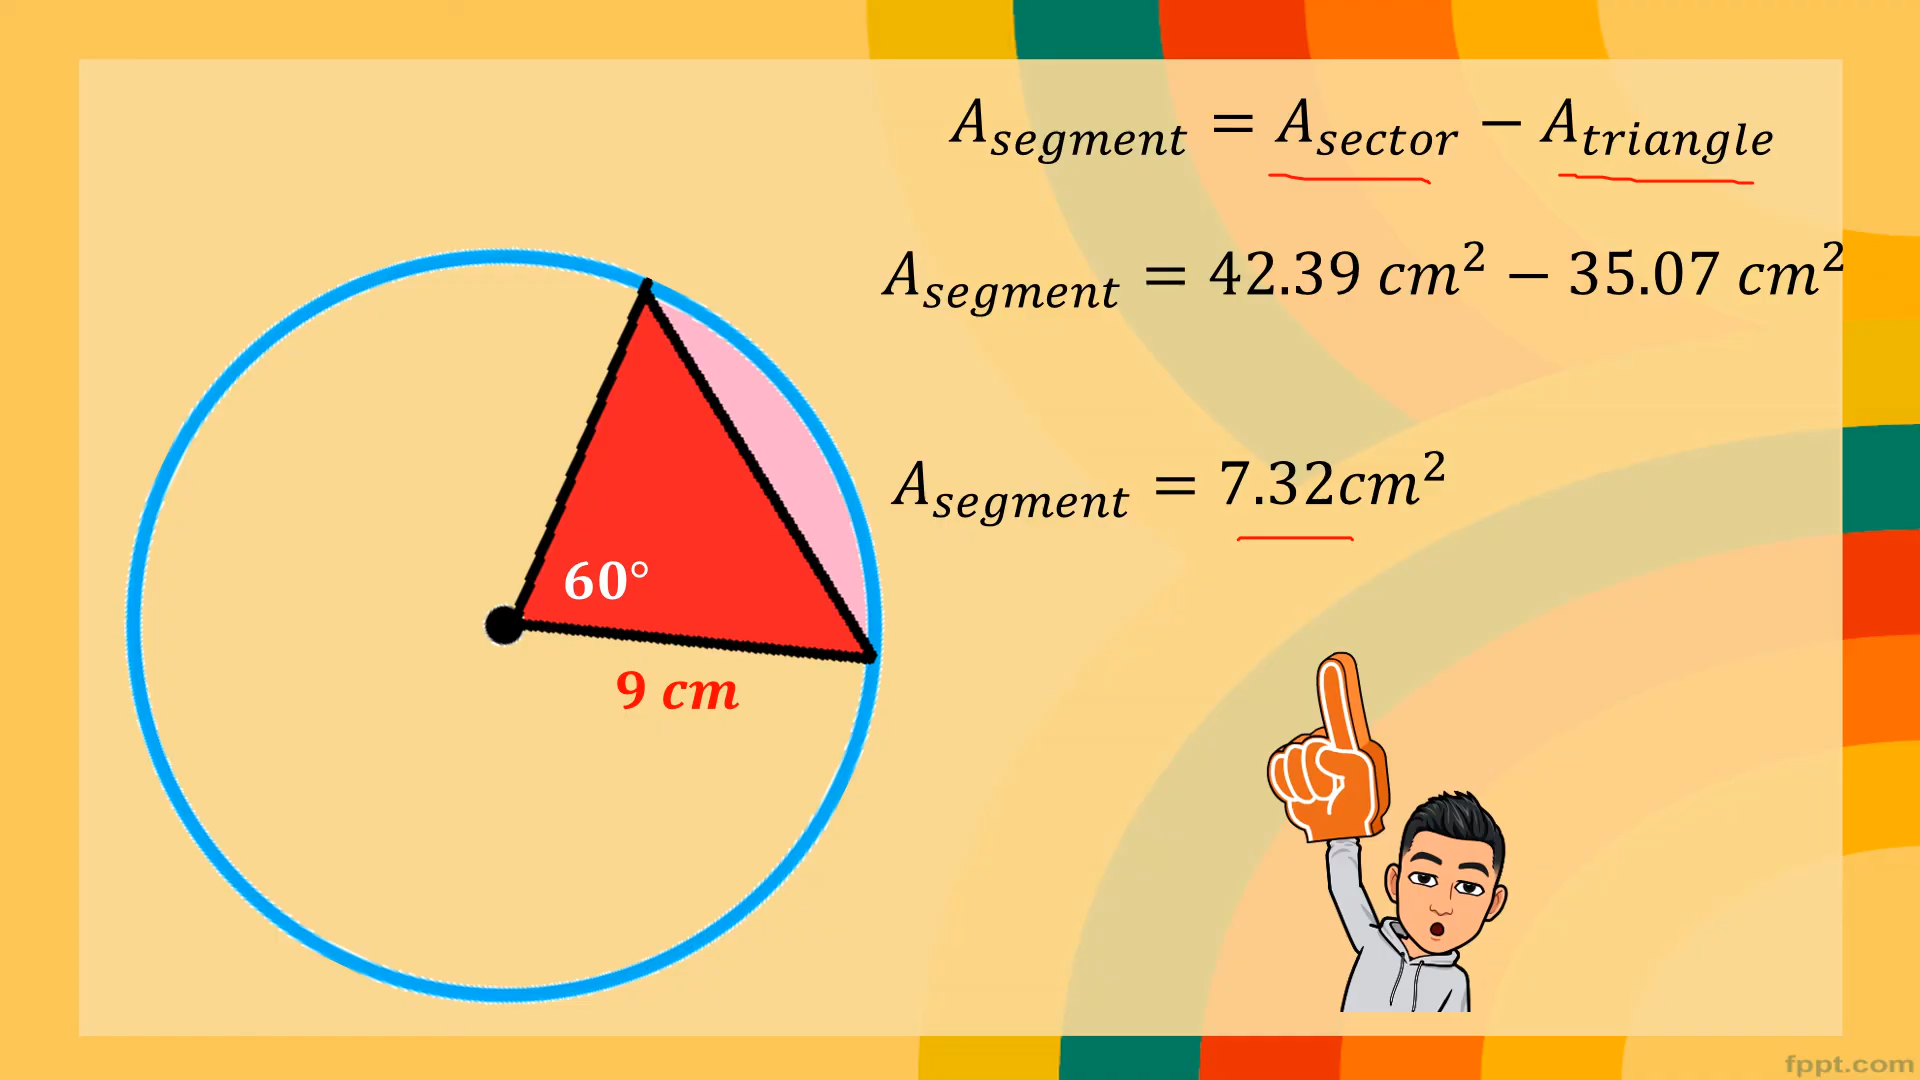 A_segment = A_sector − A_triangle
A_segment = 42.39 cm² − 35.07 cm²
A_segment = 7.32cm²
60°
9 cm
fppt.com